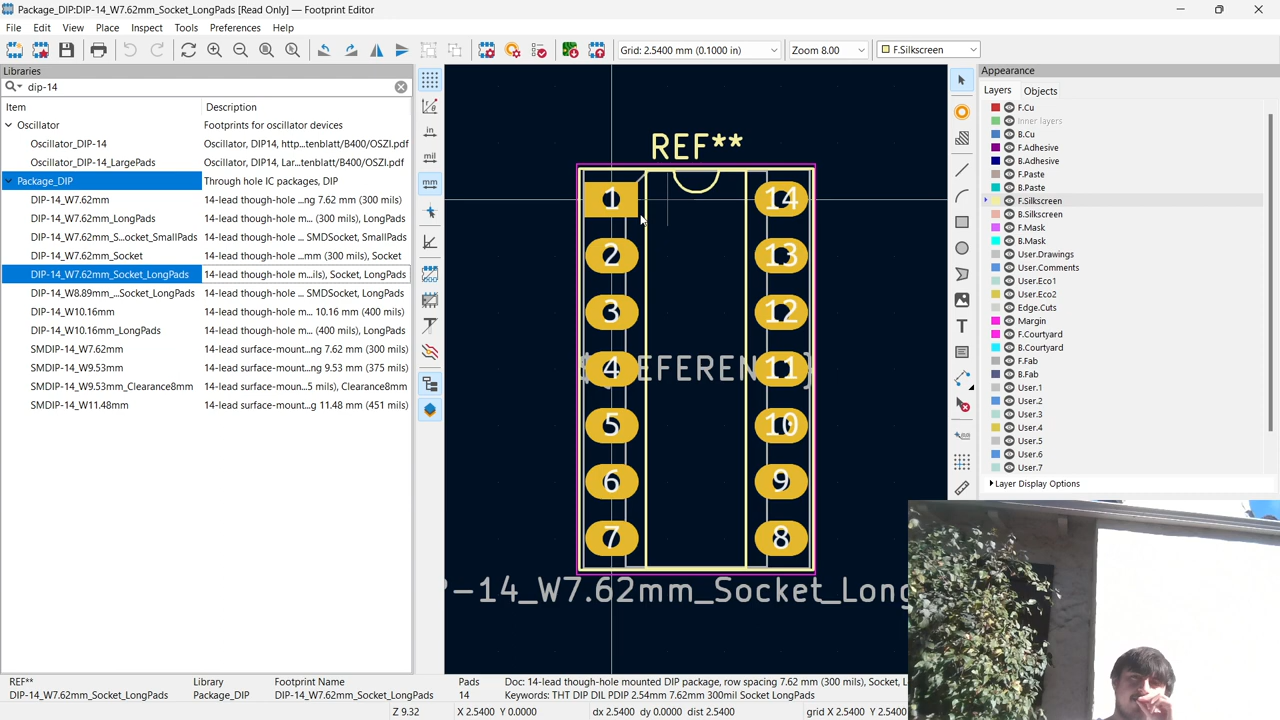 Package_DIP:DIP-14_W7.62mm_Socket_LongPads [Read Only] — Footprint Editor
File Edit View Place Inspect Tools Preferences Help
Grid: 2.5400 mm (0.1000 in) Zoom 8.00 F.Silkscreen
Libraries
dip-14
Item Description
Oscillator Footprints for oscillator devices
Oscillator_DIP-14 Oscillator, DIP14, http...tenblatt/B400/OSZI.pdf
Oscillator_DIP-14_LargePads Oscillator, DIP14, Lar...tenblatt/B400/OSZI.pdf
Package_DIP Through hole IC packages, DIP
DIP-14_W7.62mm 14-lead though-hole ...ng 7.62 mm (300 mils)
DIP-14_W7.62mm_LongPads 14-lead though-hole m... (300 mils), LongPads
DIP-14_W7.62mm_S...ocket_SmallPads 14-lead though-hole ... SMDSocket, SmallPads
DIP-14_W7.62mm_Socket 14-lead though-hole ...mm (300 mils), Socket
DIP-14_W7.62mm_Socket_LongPads 14-lead though-hole m...ils), Socket, LongPads
DIP-14_W8.89mm_...Socket_LongPads 14-lead though-hole ... SMDSocket, LongPads
DIP-14_W10.16mm 14-lead though-hole m... 10.16 mm (400 mils)
DIP-14_W10.16mm_LongPads 14-lead though-hole m... (400 mils), LongPads
SMDIP-14_W7.62mm 14-lead surface-mount...ng 7.62 mm (300 mils)
SMDIP-14_W9.53mm 14-lead surface-mount...ng 9.53 mm (375 mils)
SMDIP-14_W9.53mm_Clearance8mm 14-lead surface-moun...5 mils), Clearance8mm
SMDIP-14_W11.48mm 14-lead surface-mount...g 11.48 mm (451 mils)
in
mil
mm
REF**
1 14
2 13
3 12
4 EFEREN 11
5 10
6 9
7 8
-14_W7.62mm_Socket_Long
Appearance
Layers Objects
F.Cu
Inner layers
B.Cu
F.Adhesive
B.Adhesive
F.Paste
B.Paste
F.Silkscreen
B.Silkscreen
F.Mask
B.Mask
User.Drawings
User.Comments
User.Eco1
User.Eco2
Edge.Cuts
Margin
F.Courtyard
B.Courtyard
F.Fab
B.Fab
User.1
User.2
User.3
User.4
User.5
User.6
User.7
Layer Display Options
REF** Library Footprint Name Pads Doc: 14-lead though-hole mounted DIP package, row spacing 7.62 mm (300 mils), Socket, L
DIP-14_W7.62mm_Socket_LongPads Package_DIP DIP-14_W7.62mm_Socket_LongPads 14 Keywords: THT DIP DIL PDIP 2.54mm 7.62mm 300mil Socket LongPads
Z 9.32 X 2.5400 Y 0.0000 dx 2.5400 dy 0.0000 dist 2.5400 grid X 2.5400 Y 2.5400